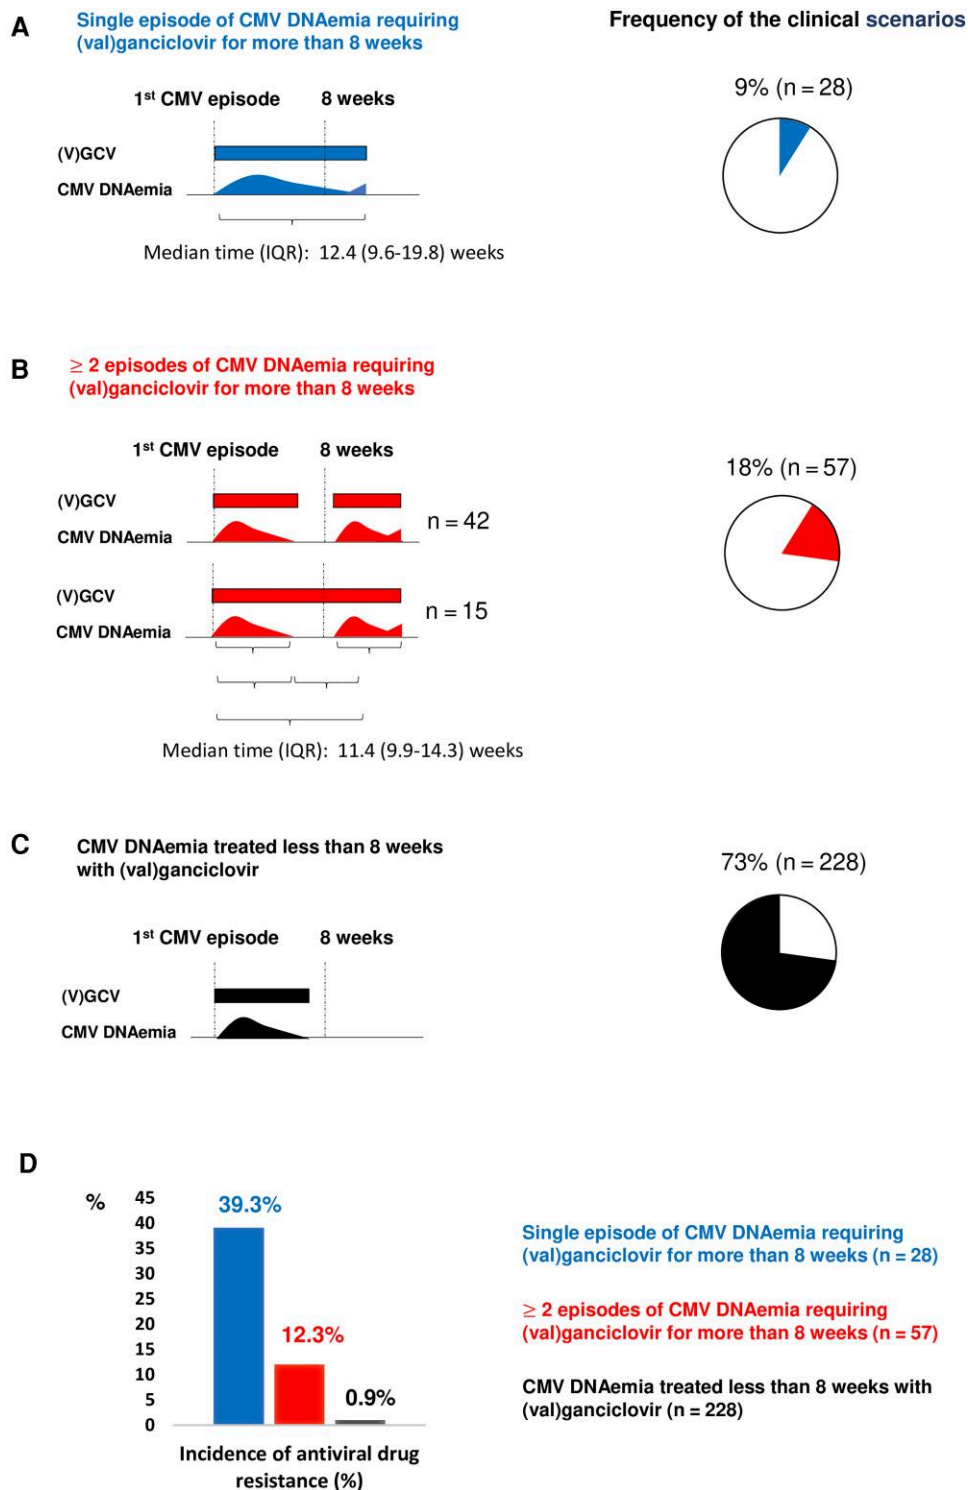 A
Single episode of CMV DNAemia requiring
(val)ganciclovir for more than 8 weeks
Frequency of the clinical scenarios
1st CMV episode
8 weeks
(V)GCV
CMV DNAemia
Median time (IQR): 12.4 (9.6-19.8) weeks
9% (n = 28)
B
≥ 2 episodes of CMV DNAemia requiring
(val)ganciclovir for more than 8 weeks
1st CMV episode
8 weeks
(V)GCV
CMV DNAemia
n = 42
(V)GCV
CMV DNAemia
n = 15
Median time (IQR): 11.4 (9.9-14.3) weeks
18% (n = 57)
C
CMV DNAemia treated less than 8 weeks
with (val)ganciclovir
1st CMV episode
8 weeks
(V)GCV
CMV DNAemia
73% (n = 228)
D
%
45
40
35
30
25
20
15
10
5
0
39.3%
12.3%
0.9%
Incidence of antiviral drug
resistance (%)
Single episode of CMV DNAemia requiring
(val)ganciclovir for more than 8 weeks (n = 28)
≥ 2 episodes of CMV DNAemia requiring
(val)ganciclovir for more than 8 weeks (n = 57)
CMV DNAemia treated less than 8 weeks with
(val)ganciclovir (n = 228)